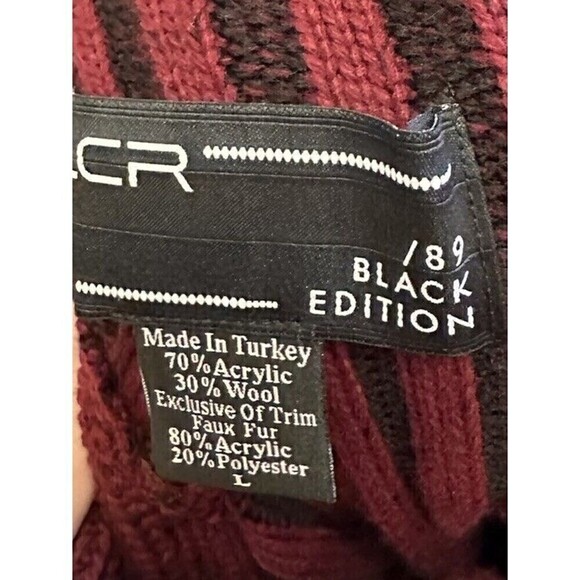 LCR
/89
BLACK
EDITION
Made In Turkey
70%Acrylic
30%Wool
Exclusive Of Trim
Faux Fur
80%Acrylic
20%Polyester
L